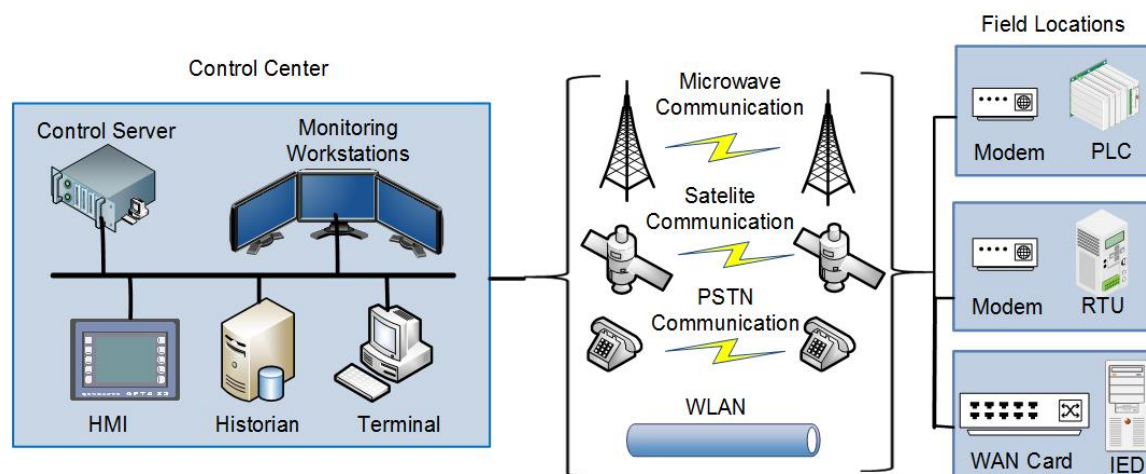 Control Center
Control Server
Monitoring
Workstations
HMI
Historian
Terminal
Microwave
Communication
Satelite
Communication
PSTN
Communication
WLAN
Field Locations
Modem
PLC
Modem
RTU
WAN Card
IED